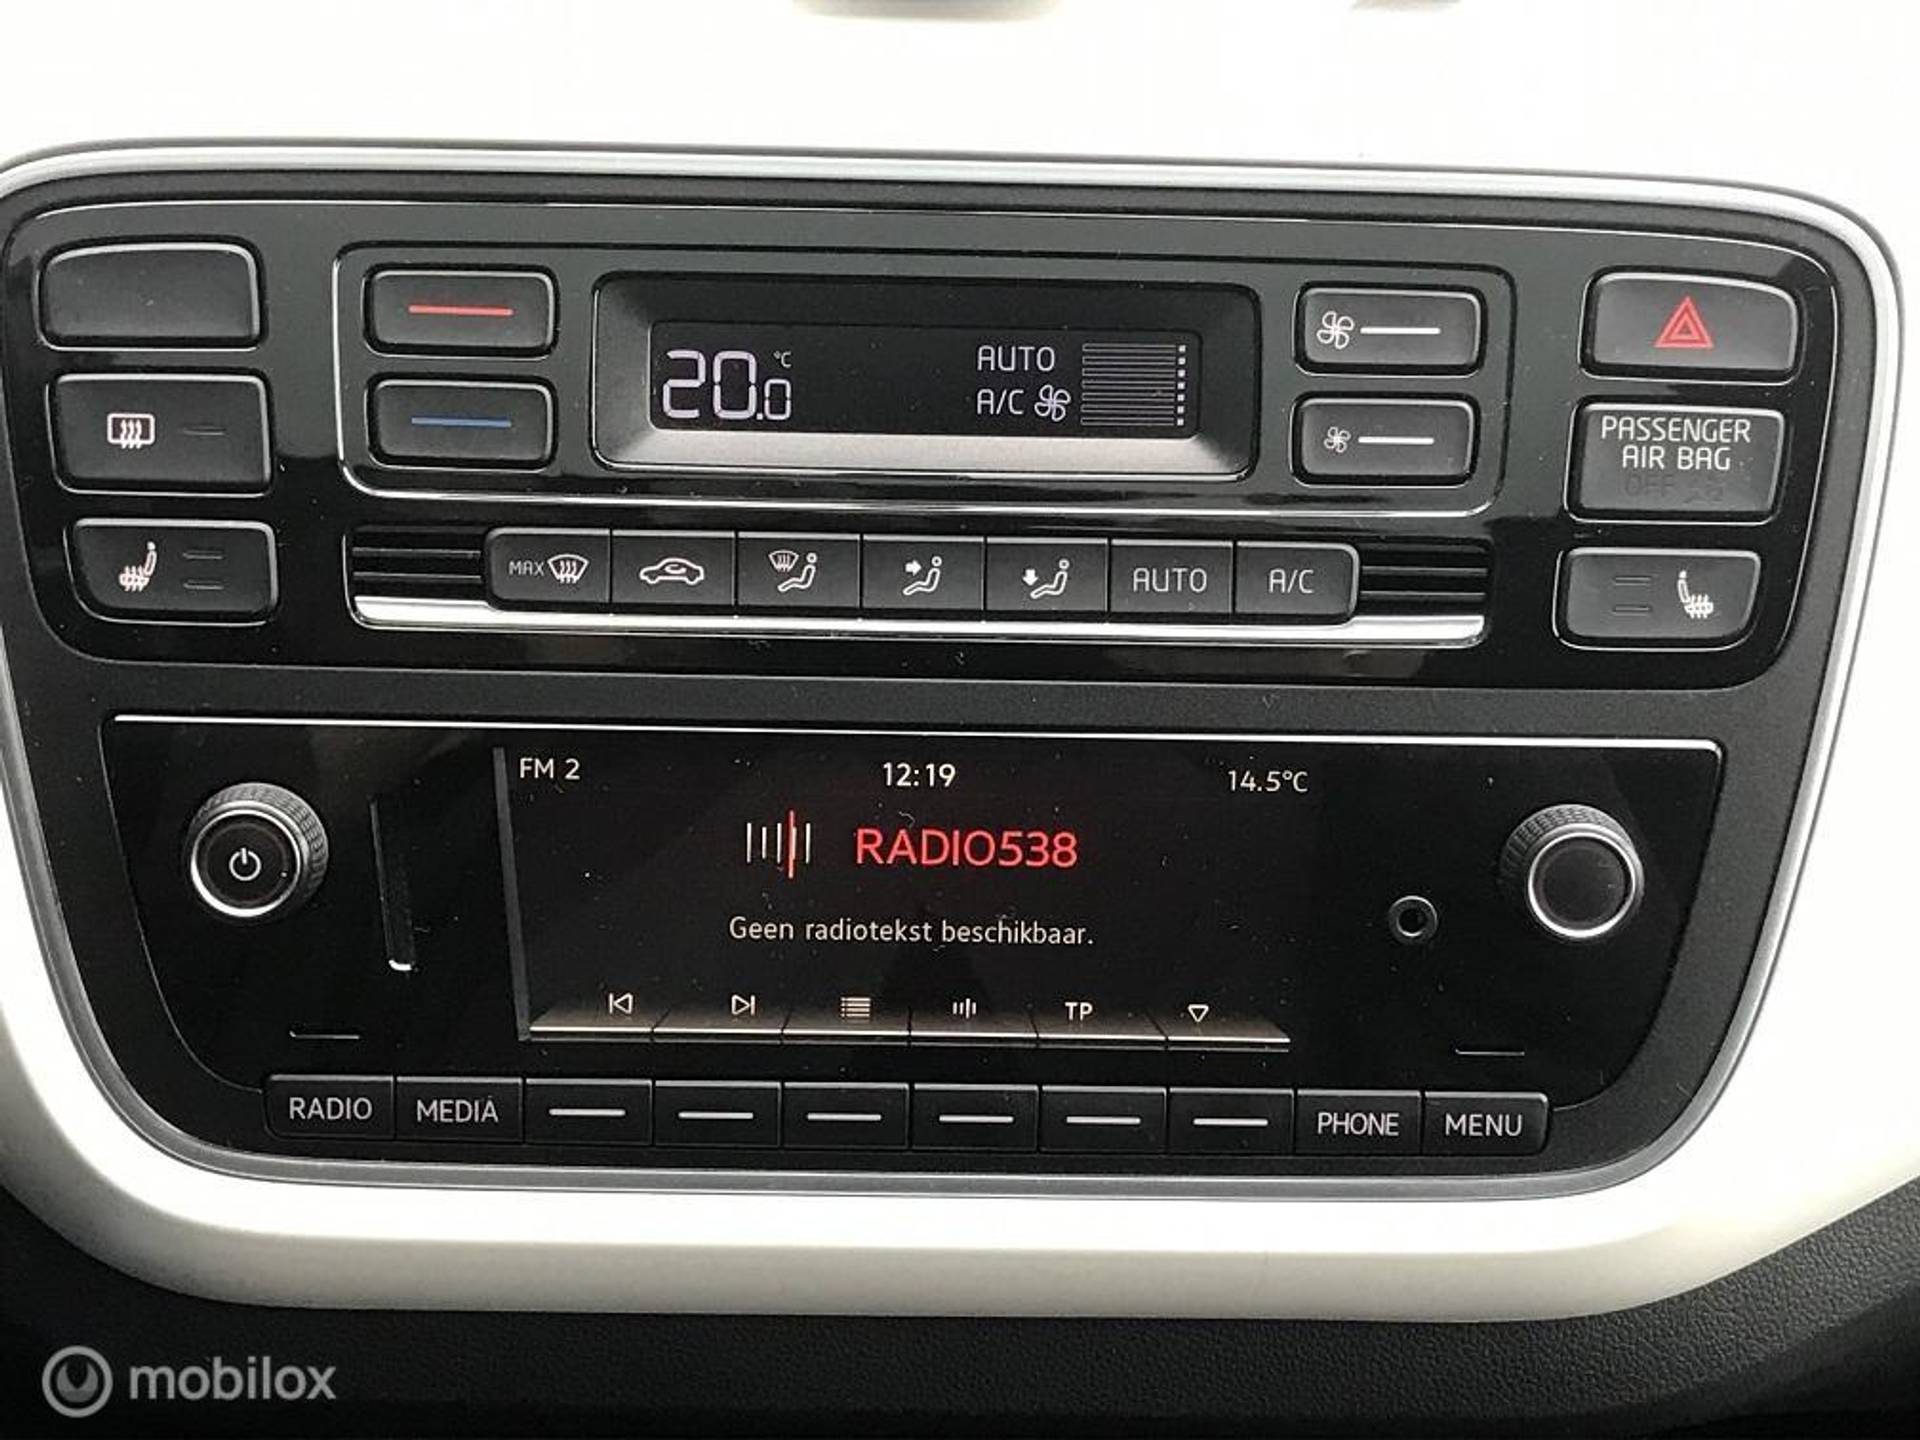 20.0 °C
AUTO
A/C
PASSENGER
AIR BAG
OFF
MAX
AUTO
A/C
FM 2
12:19
14.5°C
RADIO538
Geen radiotekst beschikbaar.
TP
RADIO
MEDIA
PHONE
MENU
mobilox